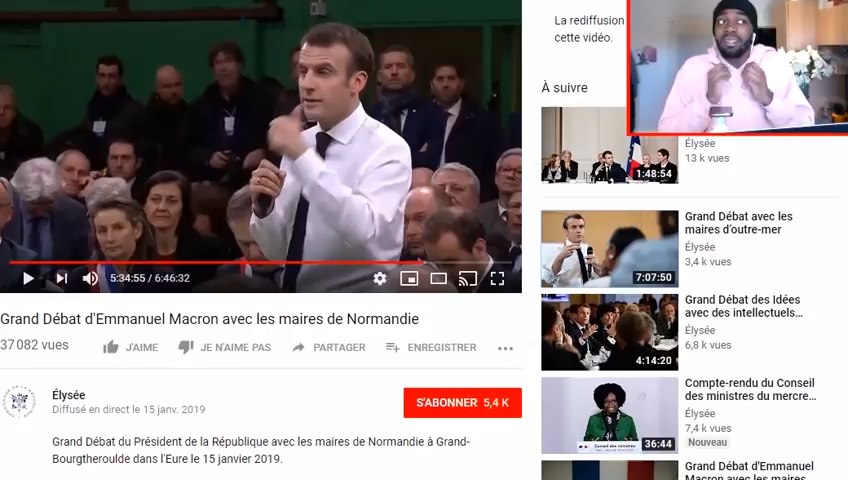 5:34:55 / 6:46:32
Grand Débat d'Emmanuel Macron avec les maires de Normandie
37 082 vues
J'AIME
JE N'AIME PAS
PARTAGER
ENREGISTRER
Élysée
Diffusé en direct le 15 janv. 2019
S'ABONNER 5,4 K
Grand Débat du Président de la République avec les maires de Normandie à Grand-
Bourgtheroulde dans l'Eure le 15 janvier 2019.
La rediffusion
cette vidéo.
À suivre
1:48:54
Élysée
13 k vues
7:07:50
Grand Débat avec les
maires d'outre-mer
Élysée
3,4 k vues
4:14:20
Grand Débat des Idées
avec des intellectuels...
Élysée
6,8 k vues
36:44
Compte-rendu du Conseil
des ministres du mercre...
Élysée
7,4 k vues
Nouveau
Grand Débat d'Emmanuel
Macron avec les maires